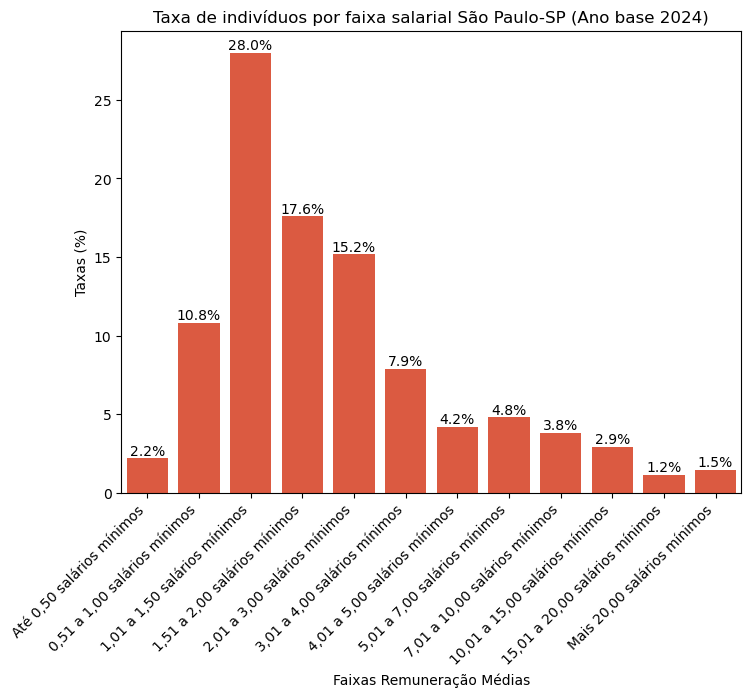 Taxa de indivíduos por faixa salarial São Paulo-SP (Ano base 2024)
Taxas (%)
25
20
15
10
5
0
2.2%
10.8%
28.0%
17.6%
15.2%
7.9%
4.2%
4.8%
3.8%
2.9%
1.2%
1.5%
Até 0,50 salários mínimos
0,51 a 1,00 salários mínimos
1,01 a 1,50 salários mínimos
1,51 a 2,00 salários mínimos
2,01 a 3,00 salários mínimos
3,01 a 4,00 salários mínimos
4,01 a 5,00 salários mínimos
5,01 a 7,00 salários mínimos
7,01 a 10,00 salários mínimos
10,01 a 15,00 salários mínimos
15,01 a 20,00 salários mínimos
Mais 20,00 salários mínimos
Faixas Remuneração Médias